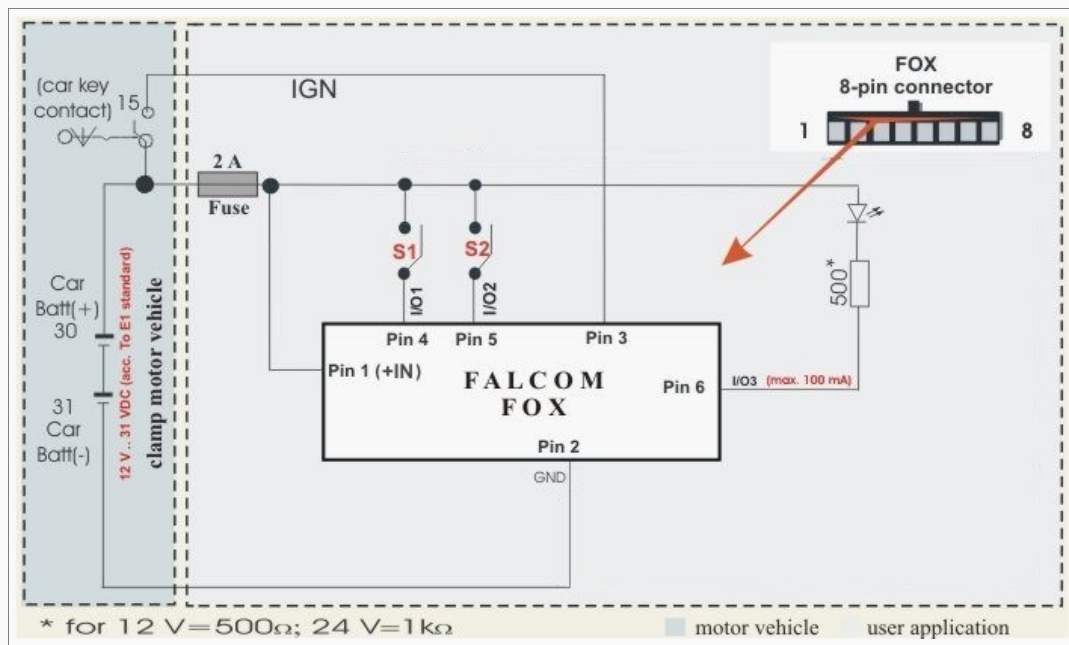 FOX
8-pin connector
1
8
(car key
contact)
15
IGN
2 A
Fuse
S1
S2
I/O1
I/O2
500*
Car
Batt(+)
30
31
Car
Batt(-)
12 V .. 31 VDC (acc. To E1 standard)
clamp motor vehicle
Pin 4
Pin 5
Pin 3
Pin 1 (+IN)
FALCOM
FOX
Pin 6
I/O3 (max. 100 mA)
Pin 2
GND
* for 12 V=500Ω; 24 V=1kΩ
motor vehicle
user application